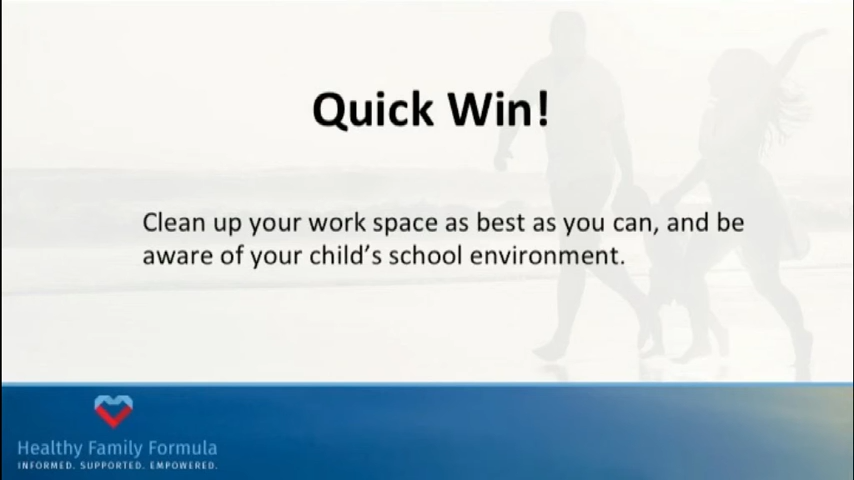 Quick Win!
Clean up your work space as best as you can, and be
aware of your child’s school environment.
Healthy Family Formula
INFORMED. SUPPORTED. EMPOWERED.